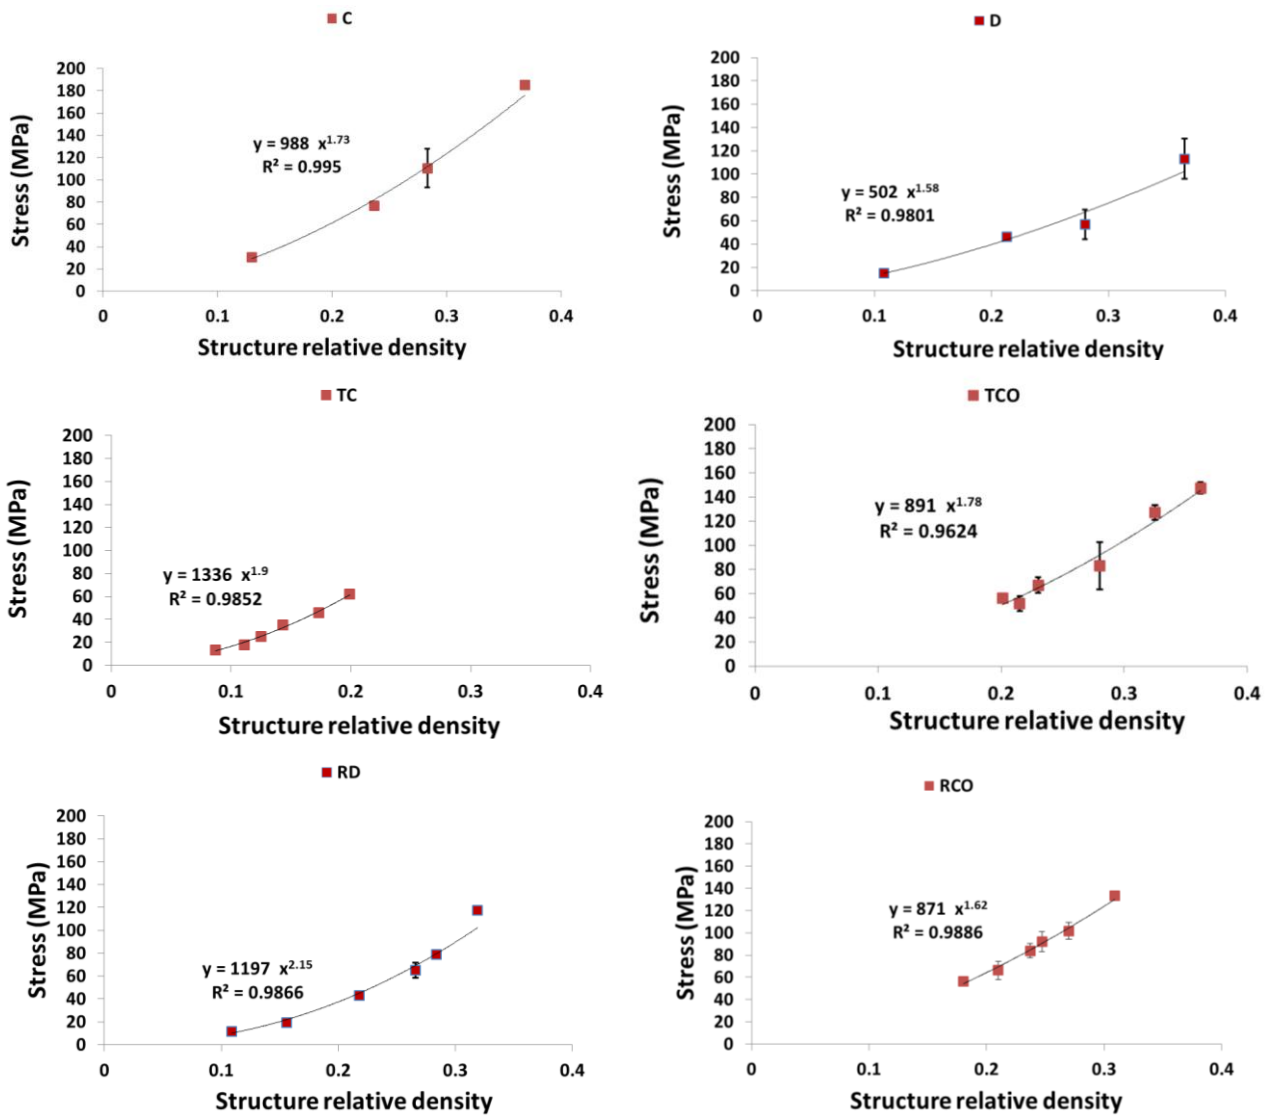 C
Stress (MPa)
200
180
160
140
120
100
80
60
40
20
0
y = 988 x^1.73
R² = 0.995
0 0.1 0.2 0.3 0.4
Structure relative density
D
Stress (MPa)
200
180
160
140
120
100
80
60
40
20
0
y = 502 x^1.58
R² = 0.9801
0 0.1 0.2 0.3 0.4
Structure relative density
TC
Stress (MPa)
200
180
160
140
120
100
80
60
40
20
0
y = 1336 x^1.9
R² = 0.9852
0 0.1 0.2 0.3 0.4
Structure relative density
TCO
Stress (MPa)
200
180
160
140
120
100
80
60
40
20
0
y = 891 x^1.78
R² = 0.9624
0 0.1 0.2 0.3 0.4
Structure relative density
RD
Stress (MPa)
200
180
160
140
120
100
80
60
40
20
0
y = 1197 x^2.15
R² = 0.9866
0 0.1 0.2 0.3 0.4
Structure relative density
RCO
Stress (MPa)
200
180
160
140
120
100
80
60
40
20
0
y = 871 x^1.62
R² = 0.9886
0 0.1 0.2 0.3 0.4
Structure relative density